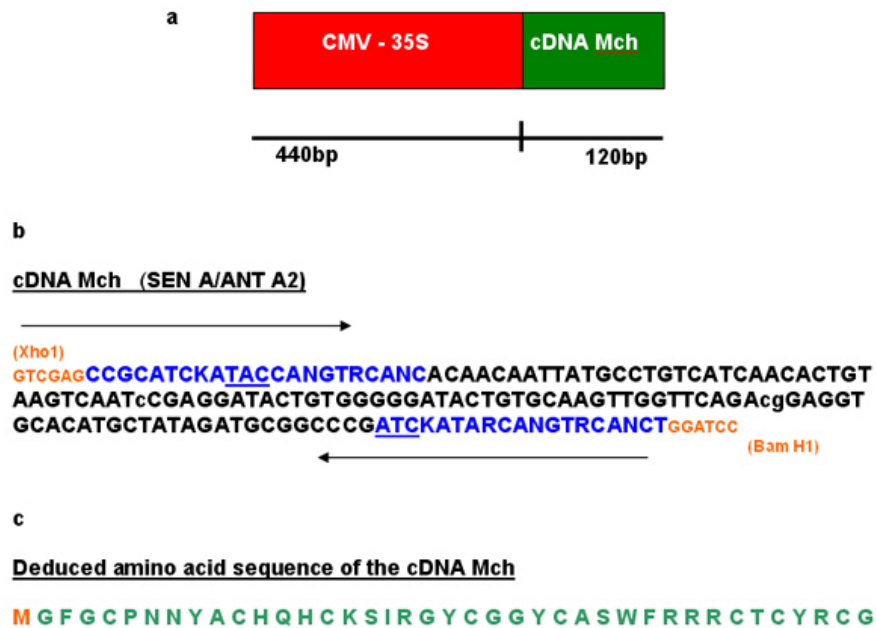 a
CMV - 35S cDNA Mch
440bp 120bp
b
cDNA Mch (SEN A/ANT A2)
(Xho1)
GTCGAGCCGCATCKATACCANGTRCANCACAACAATTATGCCTGTCATCAACACTGT
AAGTCAATcCGAGGATACTGTGGGGGATACTGTGCAAGTTGGTTCAGAcgGAGGT
GCACATGCTATAGATGCGGCCCGATCKATARCANGTRCANCTGGATCC
(Bam H1)
c
Deduced amino acid sequence of the cDNA Mch
M G F G C P N N Y A C H Q H C K S I R G Y C G G Y C A S W F R R R C T C Y R C G